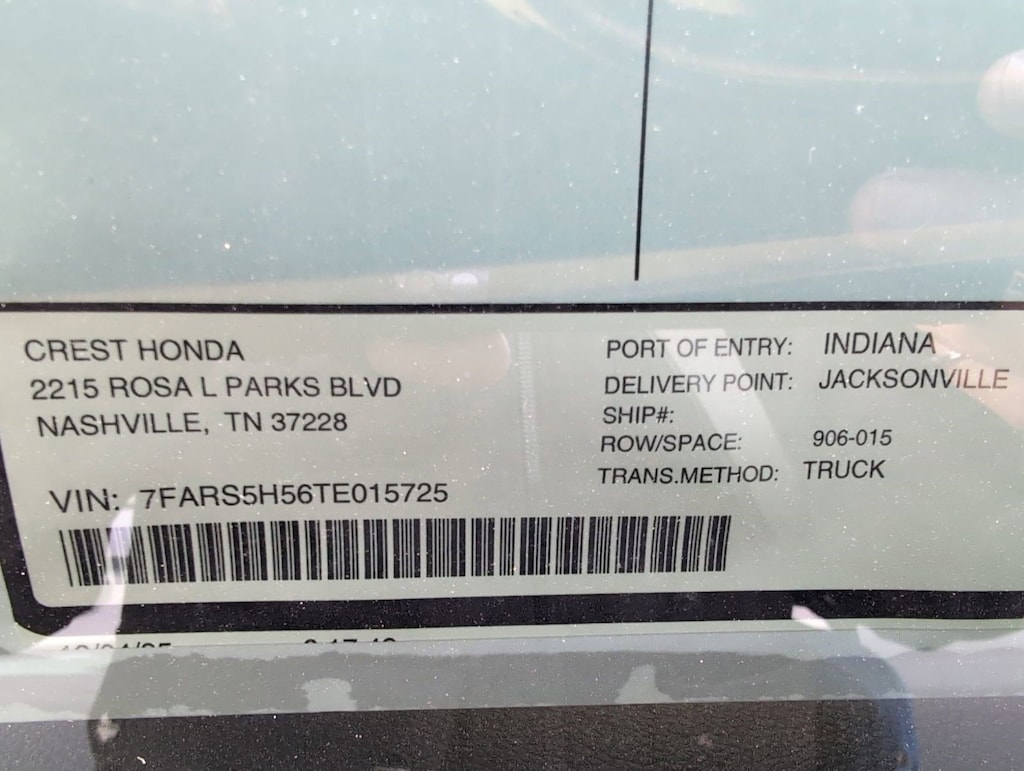 CREST HONDA
2215 ROSA L PARKS BLVD
NASHVILLE, TN 37228
PORT OF ENTRY: INDIANA
DELIVERY POINT: JACKSONVILLE
SHIP#:
ROW/SPACE: 906-015
TRANS.METHOD: TRUCK
VIN: 7FARS5H56TE015725